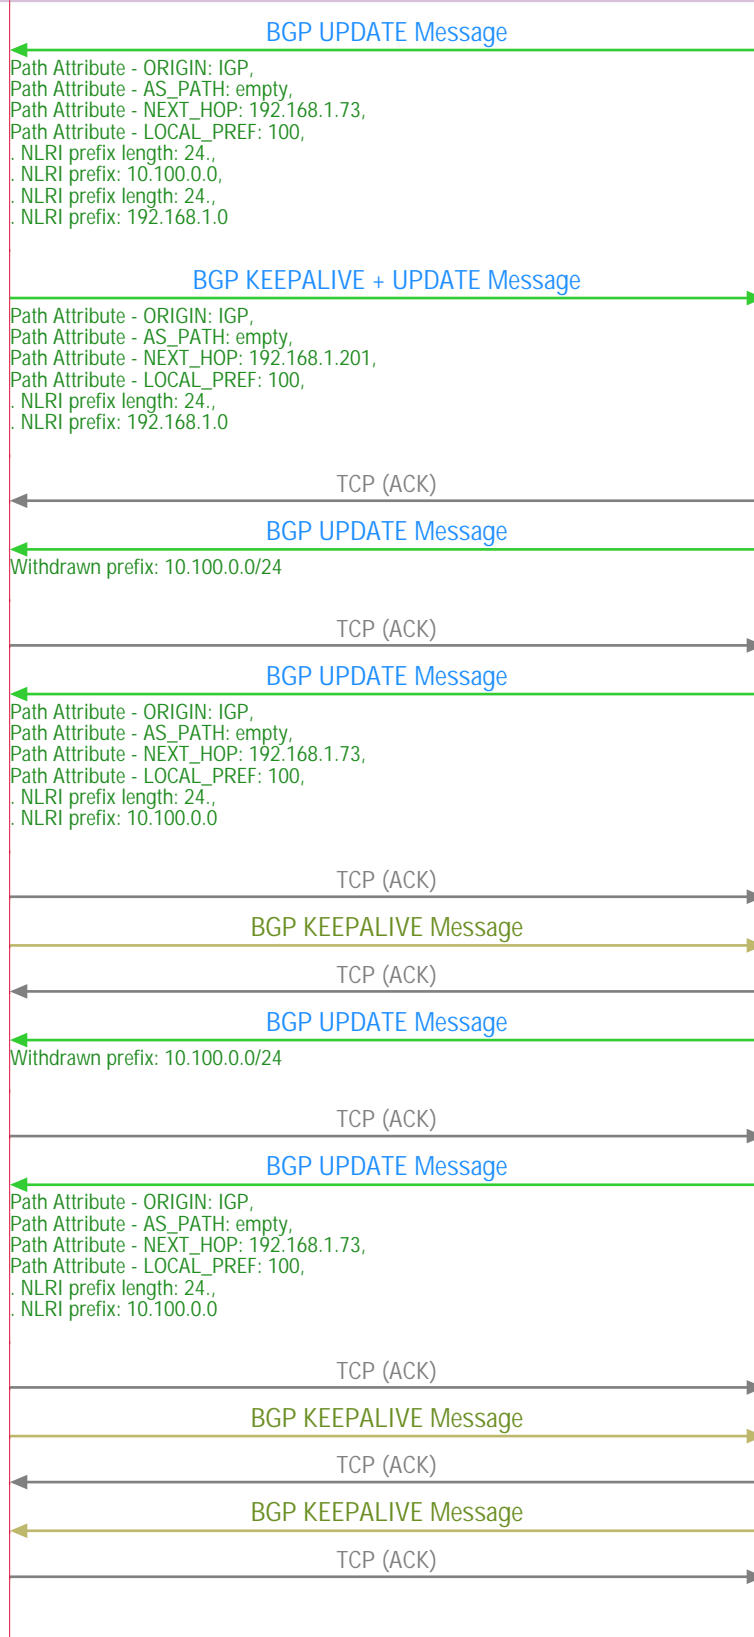 BGP UPDATE Message
Path Attribute - ORIGIN: IGP,
Path Attribute - AS_PATH: empty,
Path Attribute - NEXT_HOP: 192.168.1.73,
Path Attribute - LOCAL_PREF: 100,
. NLRI prefix length: 24.,
. NLRI prefix: 10.100.0.0,
. NLRI prefix length: 24.,
. NLRI prefix: 192.168.1.0
BGP KEEPALIVE + UPDATE Message
Path Attribute - ORIGIN: IGP,
Path Attribute - AS_PATH: empty,
Path Attribute - NEXT_HOP: 192.168.1.201,
Path Attribute - LOCAL_PREF: 100,
. NLRI prefix length: 24.,
. NLRI prefix: 192.168.1.0
TCP (ACK)
BGP UPDATE Message
Withdrawn prefix: 10.100.0.0/24
TCP (ACK)
BGP UPDATE Message
Path Attribute - ORIGIN: IGP,
Path Attribute - AS_PATH: empty,
Path Attribute - NEXT_HOP: 192.168.1.73,
Path Attribute - LOCAL_PREF: 100,
. NLRI prefix length: 24.,
. NLRI prefix: 10.100.0.0
TCP (ACK)
BGP KEEPALIVE Message
TCP (ACK)
BGP UPDATE Message
Withdrawn prefix: 10.100.0.0/24
TCP (ACK)
BGP UPDATE Message
Path Attribute - ORIGIN: IGP,
Path Attribute - AS_PATH: empty,
Path Attribute - NEXT_HOP: 192.168.1.73,
Path Attribute - LOCAL_PREF: 100,
. NLRI prefix length: 24.,
. NLRI prefix: 10.100.0.0
TCP (ACK)
BGP KEEPALIVE Message
TCP (ACK)
BGP KEEPALIVE Message
TCP (ACK)